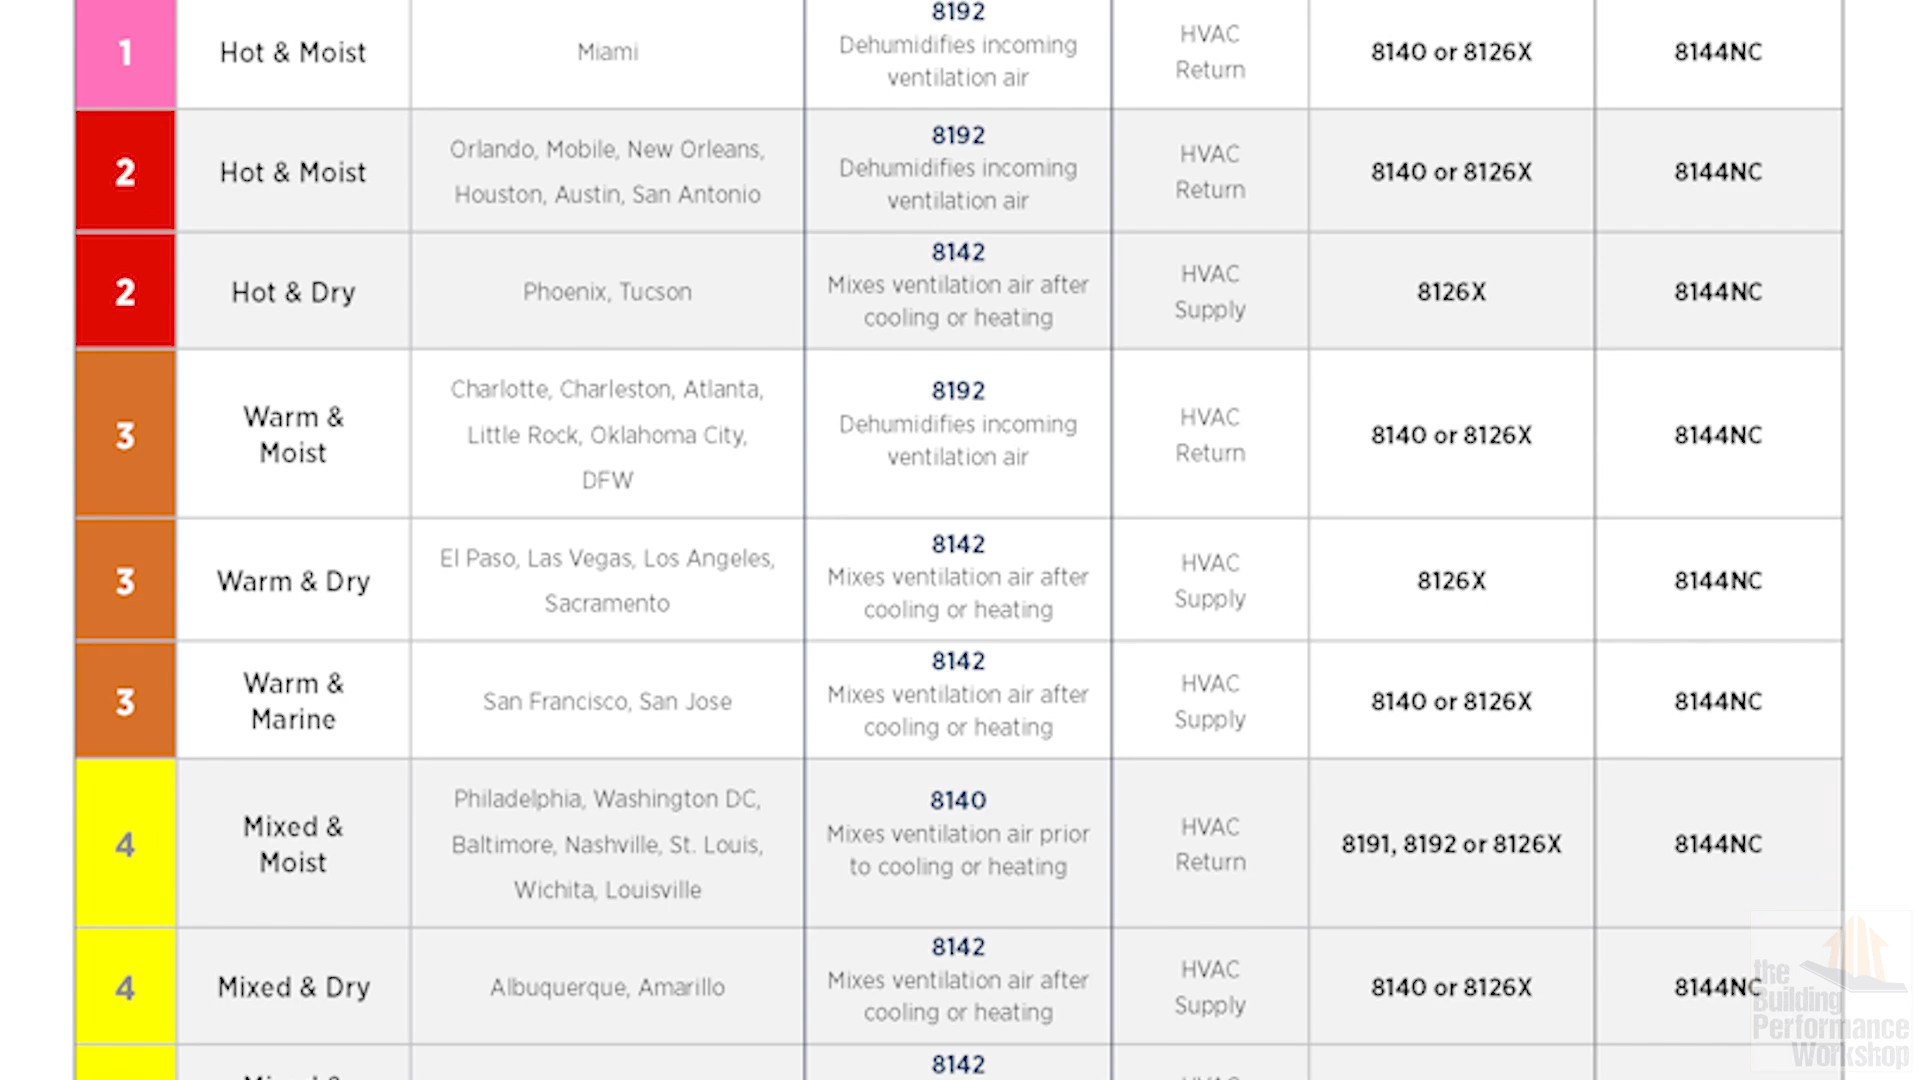 1
Hot & Moist
Miami
8192
Dehumidifies incoming
ventilation air
HVAC
Return
8140 or 8126X
8144NC
2
Hot & Moist
Orlando, Mobile, New Orleans,
Houston, Austin, San Antonio
8192
Dehumidifies incoming
ventilation air
HVAC
Return
8140 or 8126X
8144NC
2
Hot & Dry
Phoenix, Tucson
8142
Mixes ventilation air after
cooling or heating
HVAC
Supply
8126X
8144NC
3
Warm &
Moist
Charlotte, Charleston, Atlanta,
Little Rock, Oklahoma City,
DFW
8192
Dehumidifies incoming
ventilation air
HVAC
Return
8140 or 8126X
8144NC
3
Warm & Dry
El Paso, Las Vegas, Los Angeles,
Sacramento
8142
Mixes ventilation air after
cooling or heating
HVAC
Supply
8126X
8144NC
3
Warm &
Marine
San Francisco, San Jose
8142
Mixes ventilation air after
cooling or heating
HVAC
Supply
8140 or 8126X
8144NC
4
Mixed &
Moist
Philadelphia, Washington DC,
Baltimore, Nashville, St. Louis,
Wichita, Louisville
8140
Mixes ventilation air prior
to cooling or heating
HVAC
Return
8191, 8192 or 8126X
8144NC
4
Mixed & Dry
Albuquerque, Amarillo
8142
Mixes ventilation air after
cooling or heating
HVAC
Supply
8140 or 8126X
8144NC
8142
the
Building
Performance
Workshop